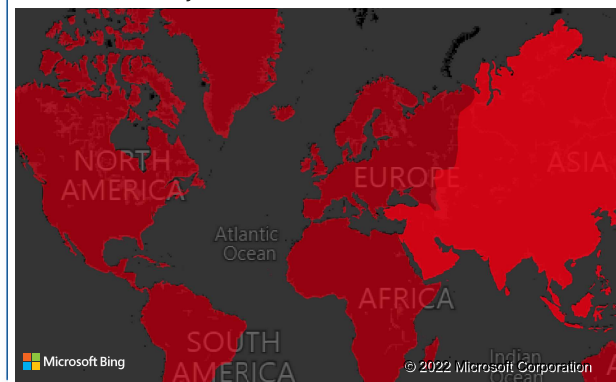 NORTH
AMERICA
EUROPE
ASIA
Atlantic
Ocean
AFRICA
SOUTH
AMERICA
Indian
Ocean
Microsoft Bing
© 2022 Microsoft Corporation